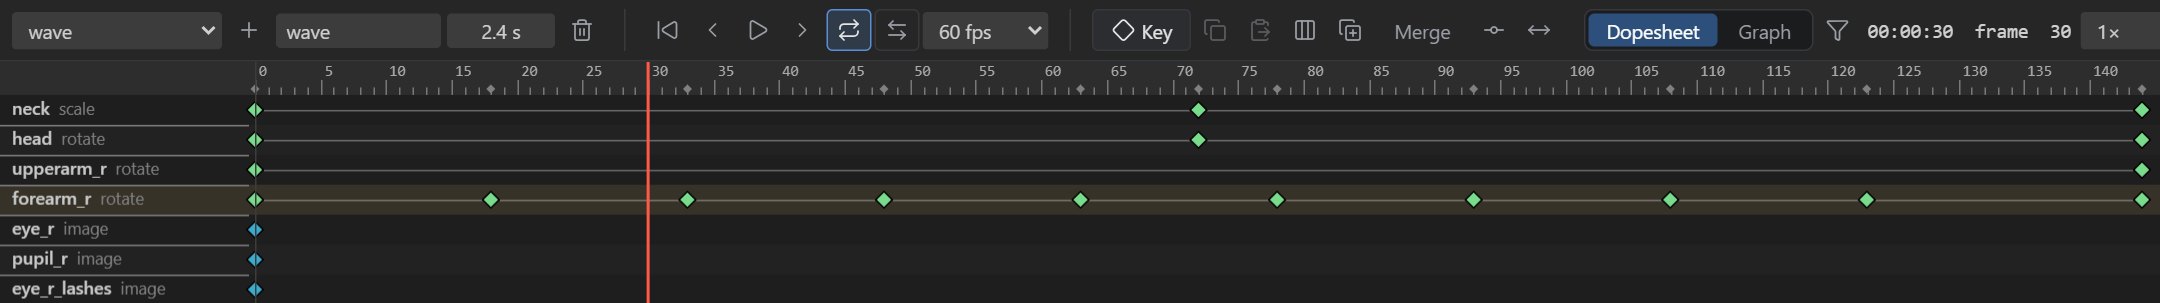 wave wave 2.4 s 60 fps Key Merge Dopesheet Graph 00:00:30 frame 30 1×
0 5 10 15 20 25 30 35 40 45 50 55 60 65 70 75 80 85 90 95 100 105 110 115 120 125 130 135 140
neck scale
head rotate
upperarm_r rotate
forearm_r rotate
eye_r image
pupil_r image
eye_r_lashes image